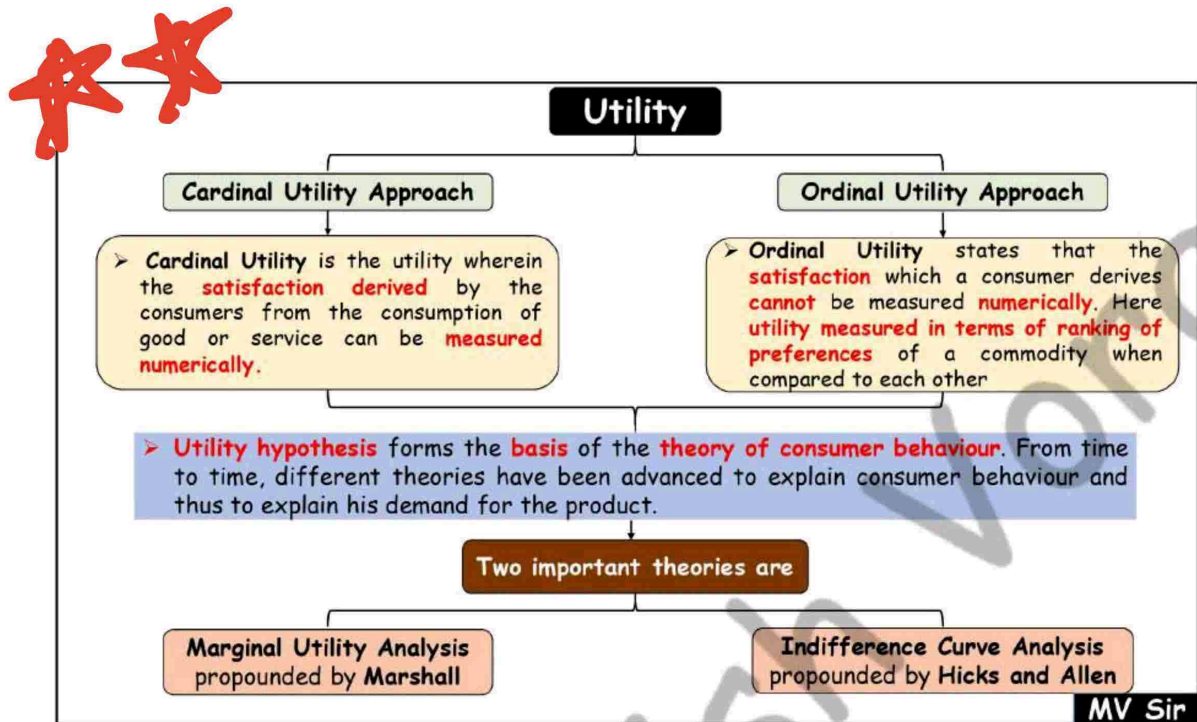 Utility
Cardinal Utility Approach
➢ Cardinal Utility is the utility wherein
the satisfaction derived by the
consumers from the consumption of
good or service can be measured
numerically.
Ordinal Utility Approach
➢ Ordinal Utility states that the
satisfaction which a consumer derives
cannot be measured numerically. Here
utility measured in terms of ranking of
preferences of a commodity when
compared to each other
➢ Utility hypothesis forms the basis of the theory of consumer behaviour. From time
to time, different theories have been advanced to explain consumer behaviour and
thus to explain his demand for the product.
Two important theories are
Marginal Utility Analysis
propounded by Marshall
Indifference Curve Analysis
propounded by Hicks and Allen
MV Sir